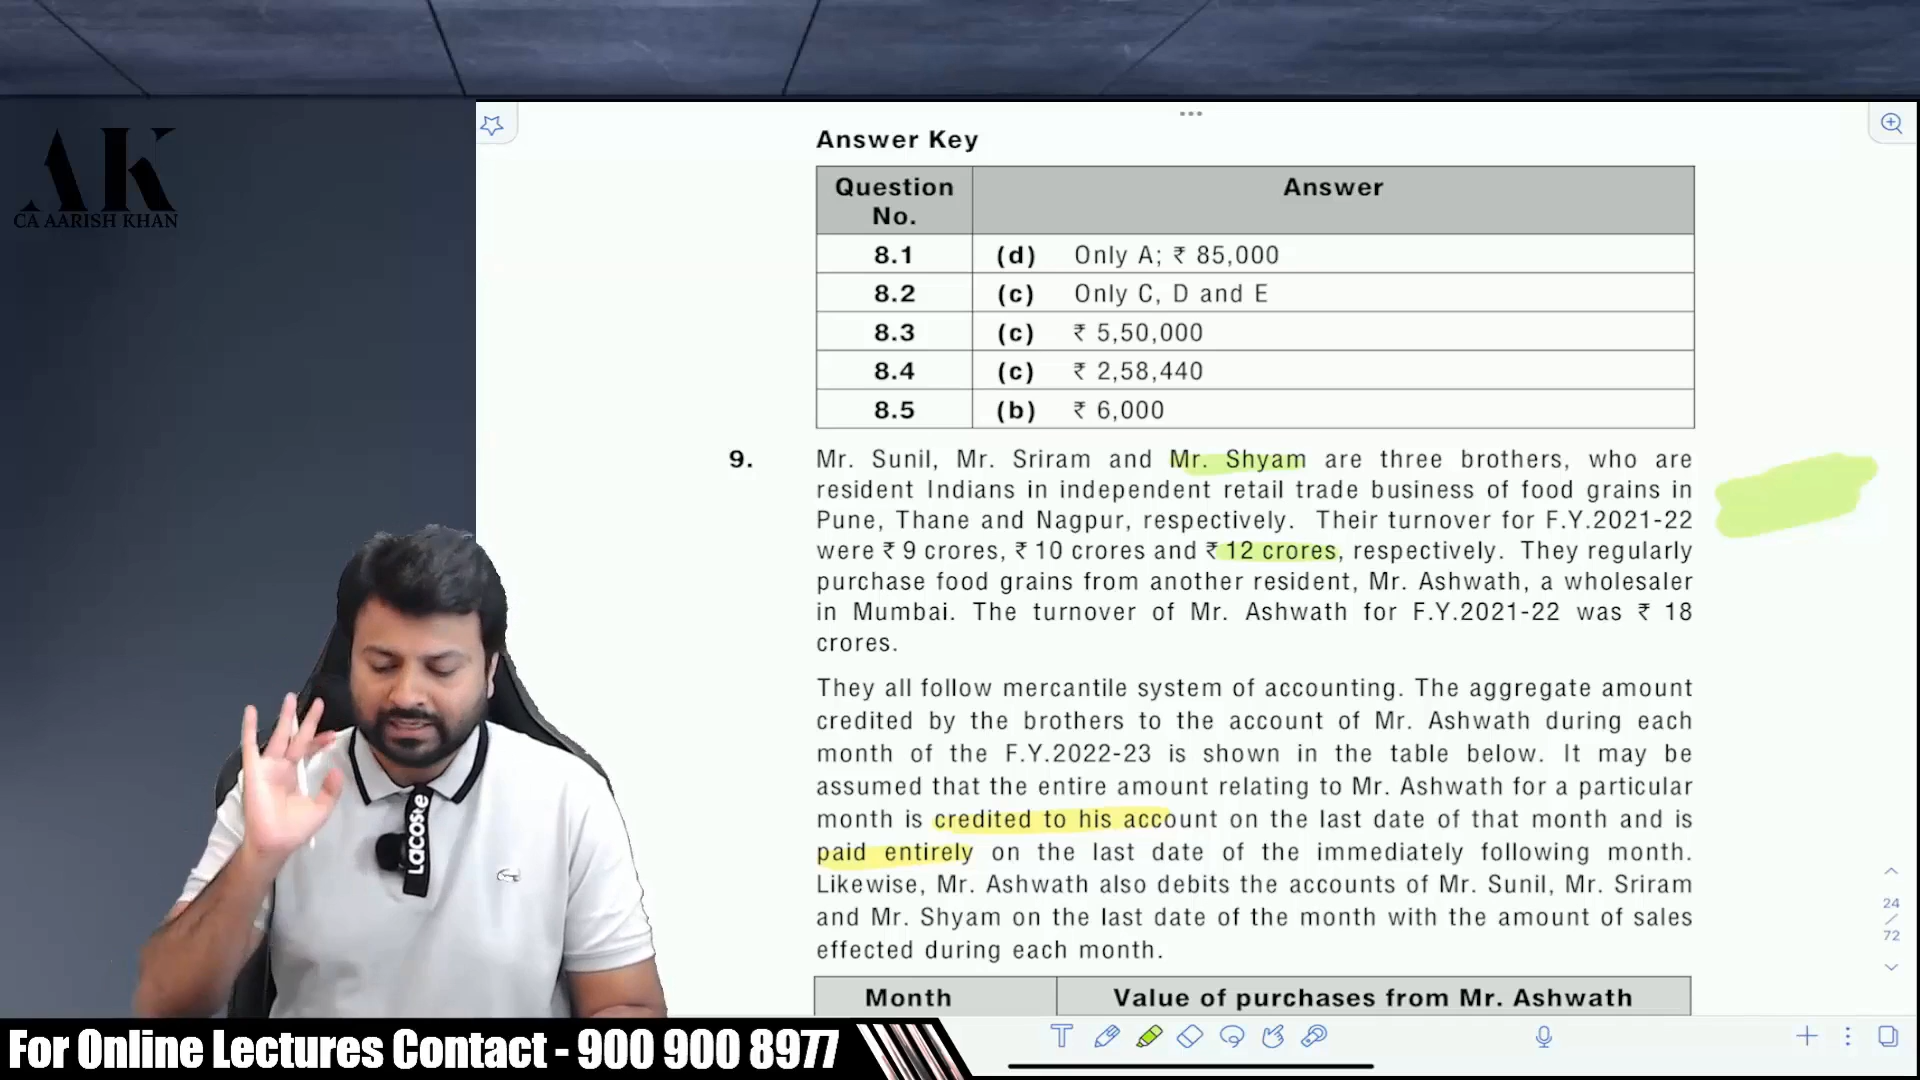 AK
CA AARISH KHAN
Answer Key
Question No. Answer
8.1 (d) Only A; ₹ 85,000
8.2 (c) Only C, D and E
8.3 (c) ₹ 5,50,000
8.4 (c) ₹ 2,58,440
8.5 (b) ₹ 6,000
9. Mr. Sunil, Mr. Sriram and Mr. Shyam are three brothers, who are
resident Indians in independent retail trade business of food grains in
Pune, Thane and Nagpur, respectively. Their turnover for F.Y.2021-22
were ₹ 9 crores, ₹ 10 crores and ₹ 12 crores, respectively. They regularly
purchase food grains from another resident, Mr. Ashwath, a wholesaler
in Mumbai. The turnover of Mr. Ashwath for F.Y.2021-22 was ₹ 18
crores.
They all follow mercantile system of accounting. The aggregate amount
credited by the brothers to the account of Mr. Ashwath during each
month of the F.Y.2022-23 is shown in the table below. It may be
assumed that the entire amount relating to Mr. Ashwath for a particular
month is credited to his account on the last date of that month and is
paid entirely on the last date of the immediately following month.
Likewise, Mr. Ashwath also debits the accounts of Mr. Sunil, Mr. Sriram
and Mr. Shyam on the last date of the month with the amount of sales
effected during each month.
Month Value of purchases from Mr. Ashwath
24
/
72
Lacoste
T
For Online Lectures Contact - 900 900 8977